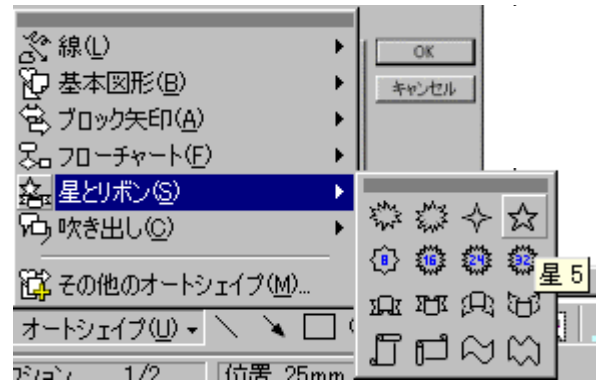 線(L)
OK
基本図形(B)
キャンセル
ブロック矢印(A)
フローチャート(F)
星とリボン(S)
吹き出し(C)
8 16 24 32
星 5
その他のオートシェイプ(M)...
オートシェイプ(U)
1/2 位置 25mm